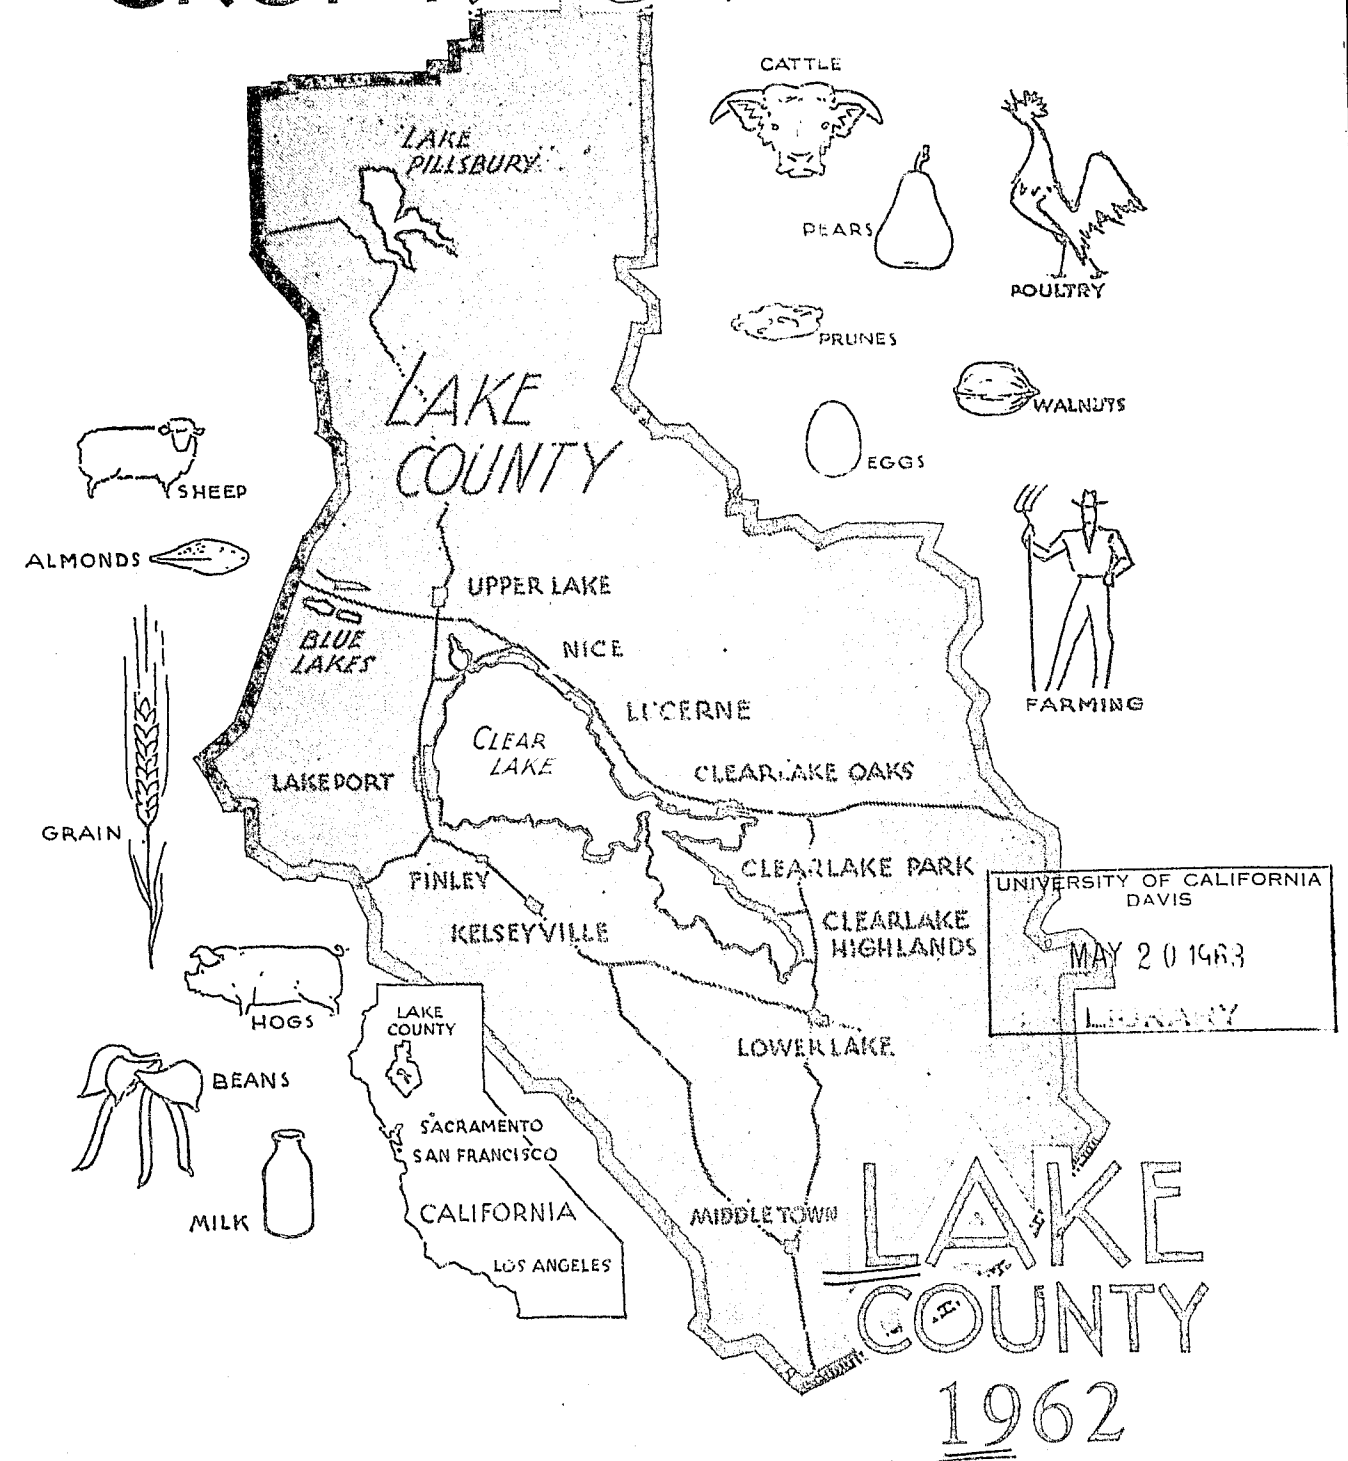 CATTLE
LAKE
PILLSBURY
PEARS
POULTRY
PRUNES
LAKE
COUNTY
WALNUTS
EGGS
SHEEP
ALMONDS
UPPER LAKE
BLUE
LAKES
NICE
FARMING
LUCERNE
CLEAR
LAKE
LAKEPORT
CLEARLAKE OAKS
GRAIN
FINLEY
CLEARLAKE PARK
UNIVERSITY OF CALIFORNIA
DAVIS
MAY 20 1963
LIBRARY
KELSEYVILLE
CLEARLAKE
HIGHLANDS
HOGS
LAKE
COUNTY
LOWER LAKE
BEANS
SACRAMENTO
SAN FRANCISCO
MILK
CALIFORNIA
MIDDLETOWN
LOS ANGELES
LAKE
COUNTY
1962